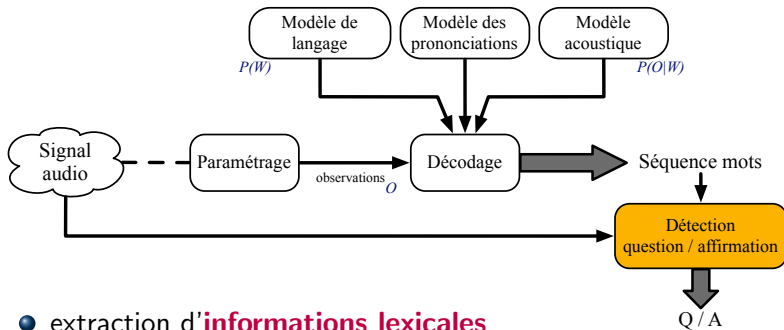 Modèle de
langage
Modèle des
prononciations
Modèle
acoustique
P(W)
P(O|W)
Signal
audio
Paramétrage
observations O
Décodage
Séquence mots
Détection
question / affirmation
Q / A
extraction d'informations lexicales